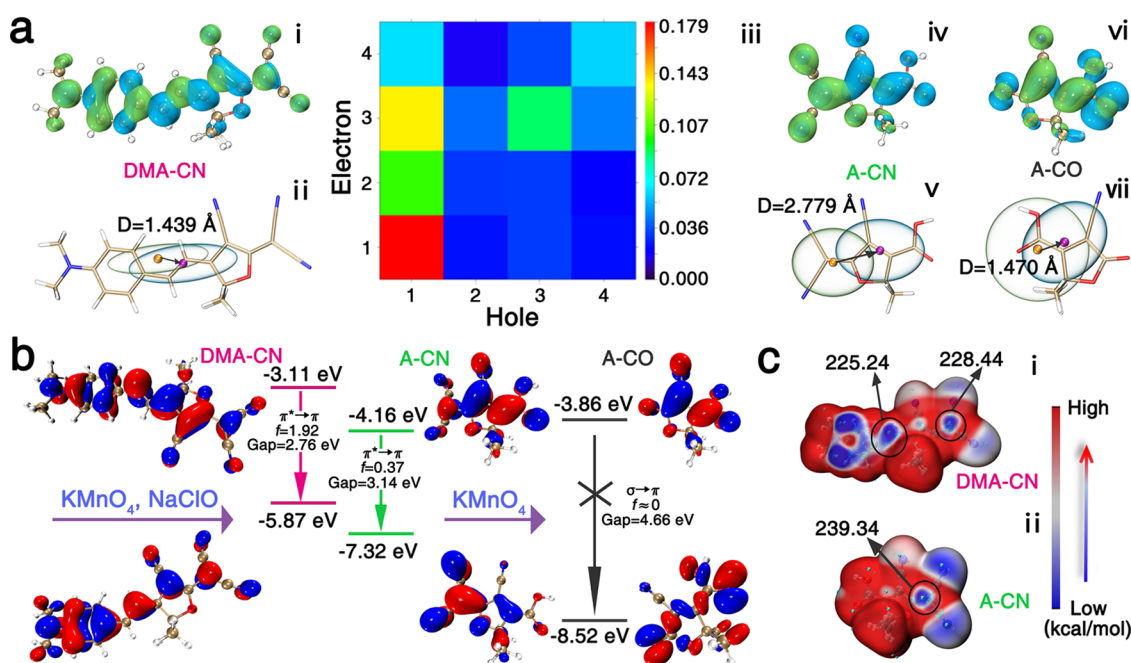 a
i
DMA-CN
ii
D=1.439 Å
Electron
4
3
2
1
1
2
3
4
Hole
0.179
0.143
0.107
0.072
0.036
0.000
iii
iv
A-CN
v
D=2.779 Å
vi
A-CO
vii
D=1.470 Å
b
DMA-CN
-3.11 eV
π*→π
f=1.92
Gap=2.76 eV
-5.87 eV
KMnO₄, NaClO
A-CN
-4.16 eV
π*→π
f=0.37
Gap=3.14 eV
-7.32 eV
KMnO₄
A-CO
-3.86 eV
σ→π
f≈0
Gap=4.66 eV
-8.52 eV
c
225.24
228.44
i
DMA-CN
ii
239.34
A-CN
High
Low
(kcal/mol)